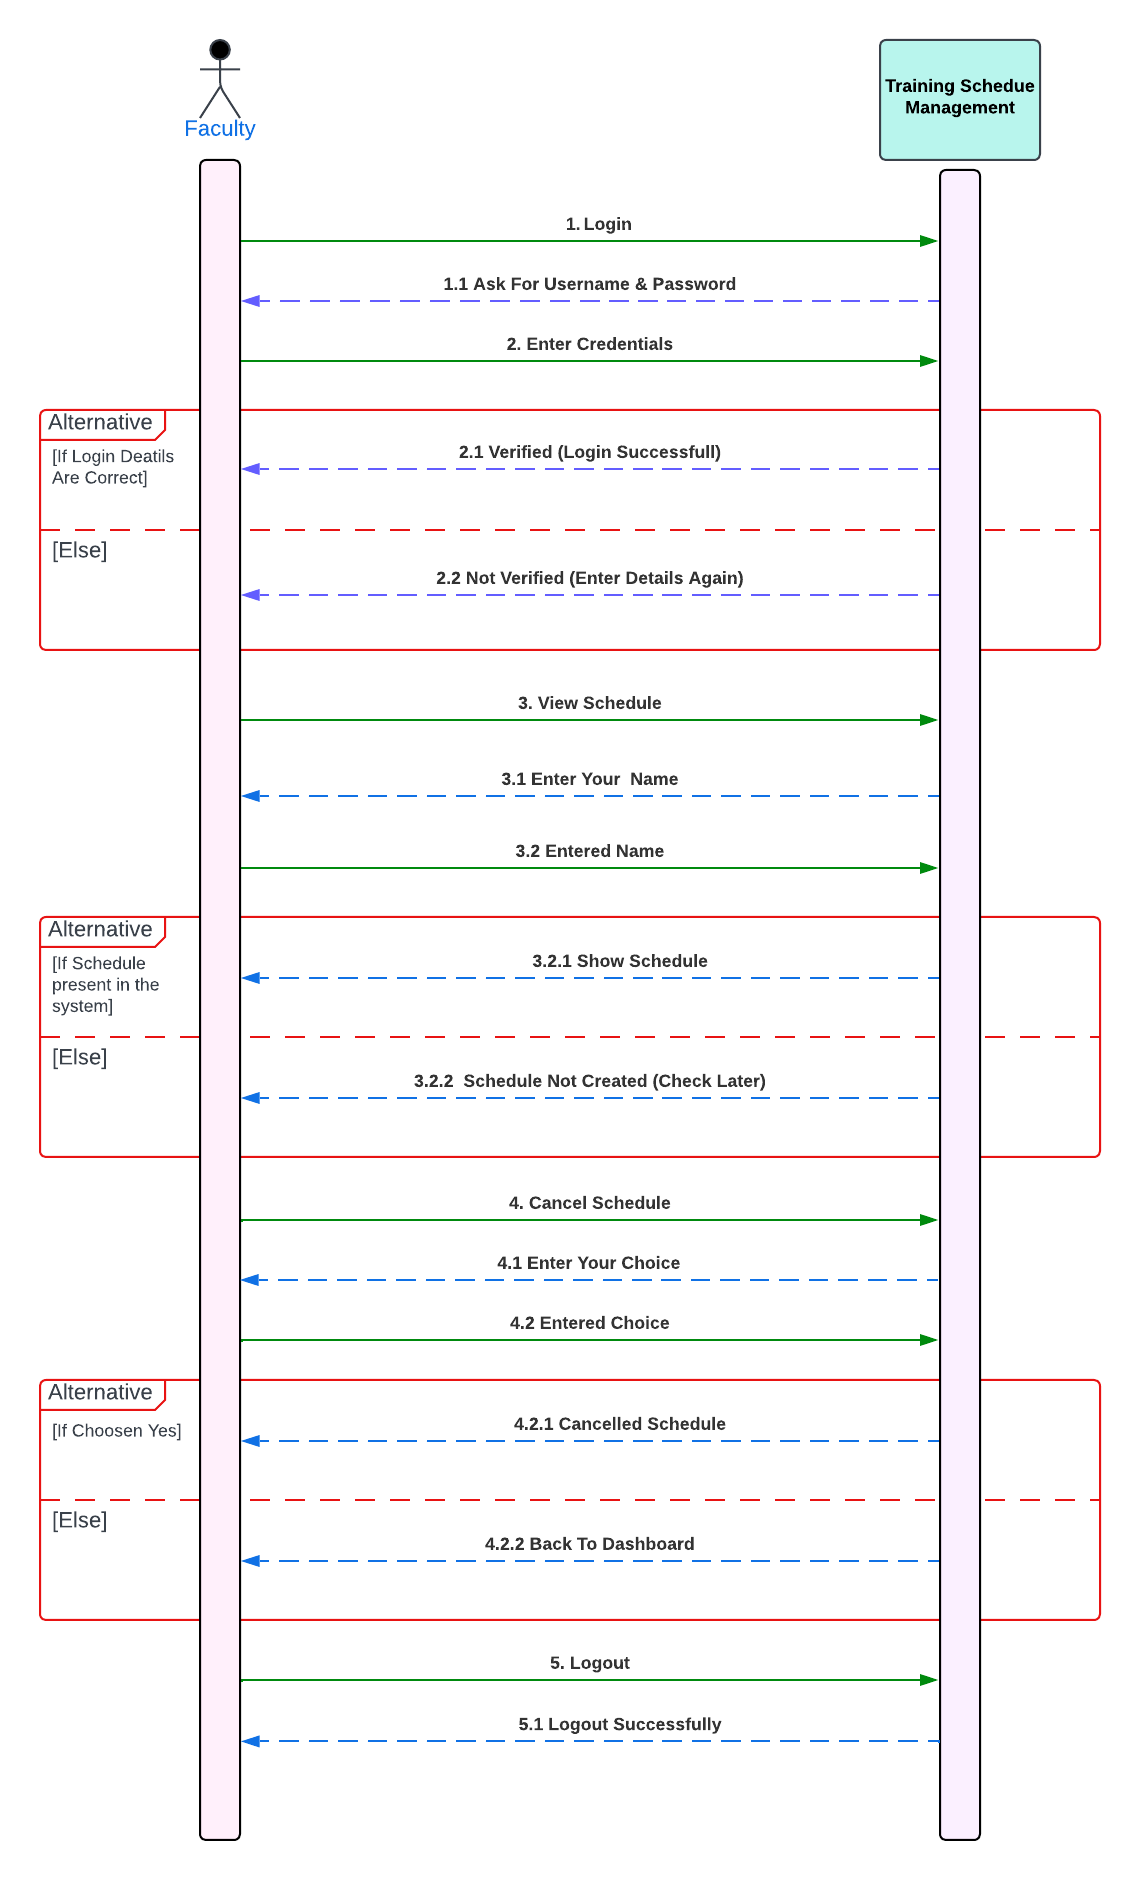 Faculty
Training Schedue
Management
1. Login
1.1 Ask For Username & Password
2. Enter Credentials
Alternative
[If Login Deatils
Are Correct]
2.1 Verified (Login Successfull)
[Else]
2.2 Not Verified (Enter Details Again)
3. View Schedule
3.1 Enter Your  Name
3.2 Entered Name
Alternative
[If Schedule
present in the
system]
3.2.1 Show Schedule
[Else]
3.2.2  Schedule Not Created (Check Later)
4. Cancel Schedule
4.1 Enter Your Choice
4.2 Entered Choice
Alternative
[If Choosen Yes]
4.2.1 Cancelled Schedule
[Else]
4.2.2 Back To Dashboard
5. Logout
5.1 Logout Successfully